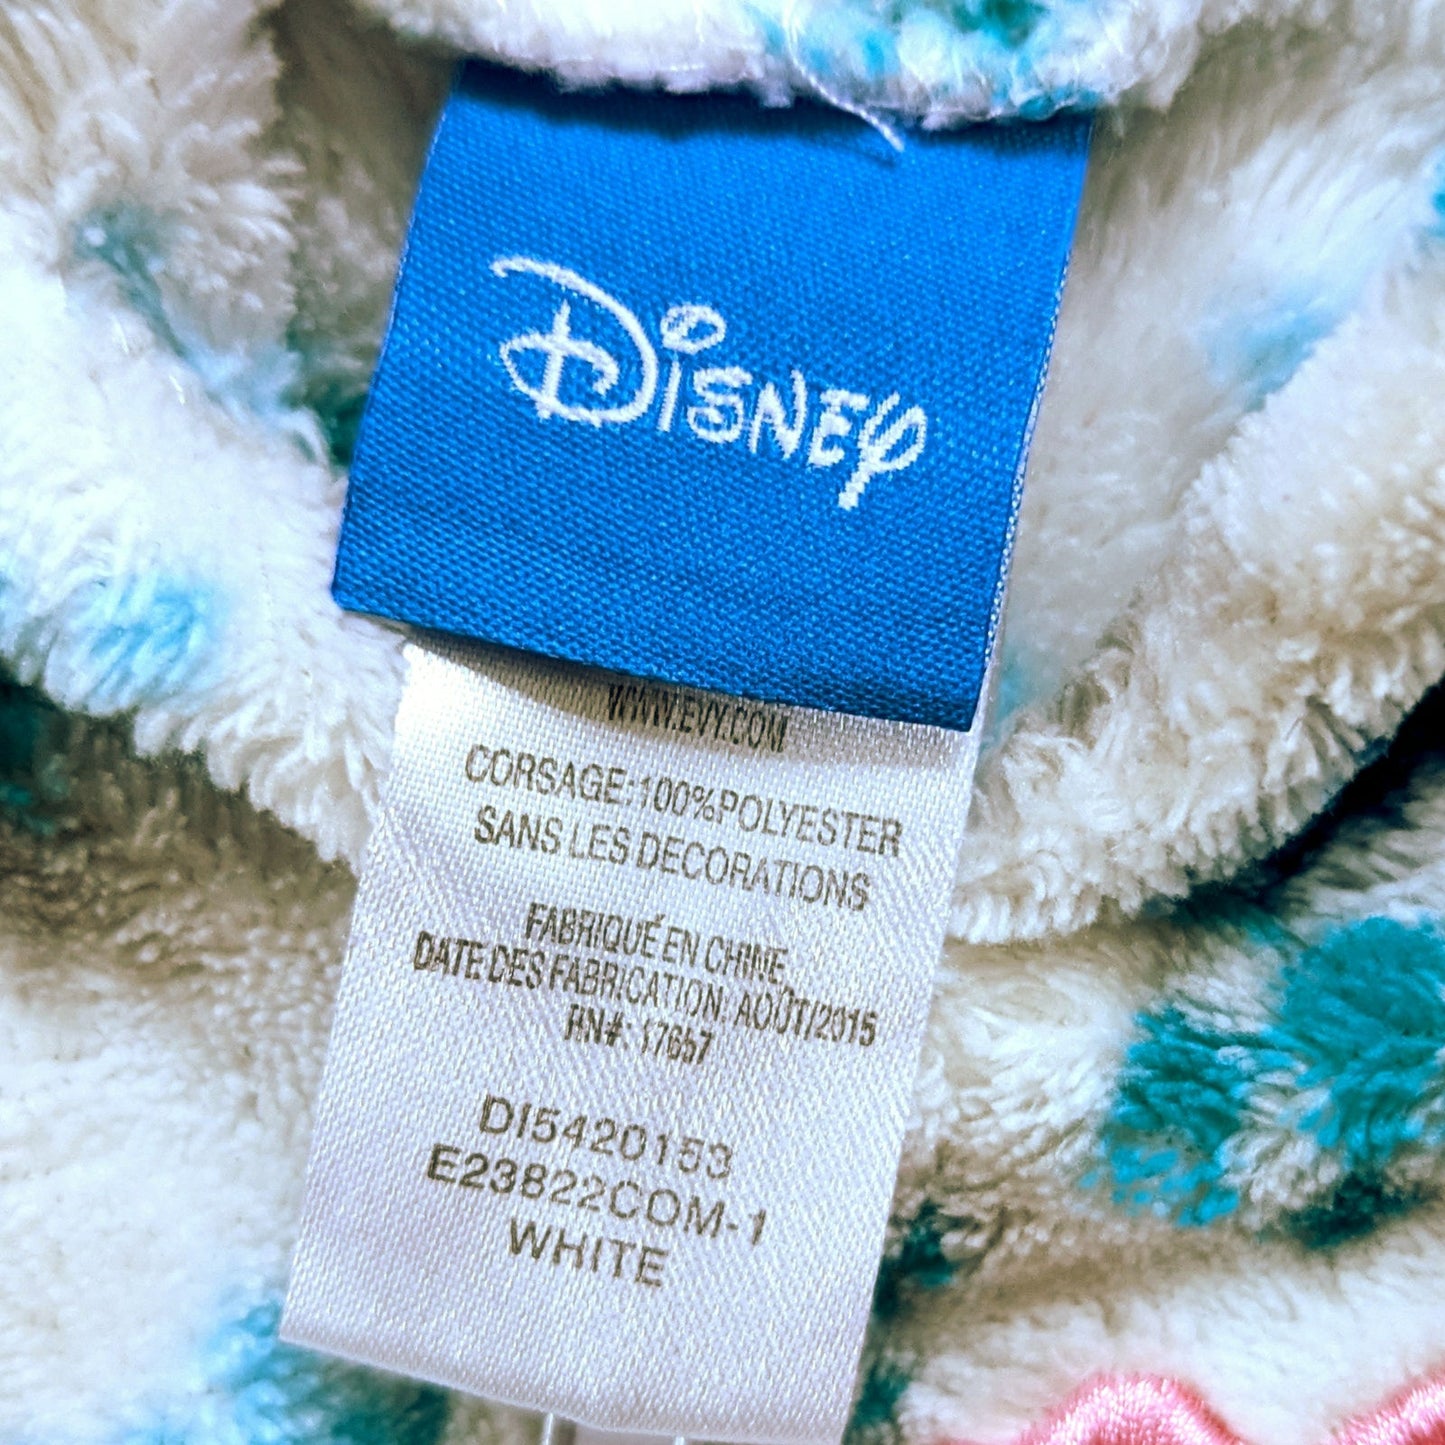 Disney
WWW.EVY.COM
CORSAGE:100%POLYESTER
SANS LES DECORATIONS
FABRIQUÉ EN CHINE
DATE DES FABRICATION: AOÛT/2015
RN#: 17667
DI5420153
E23822COM-1
WHITE